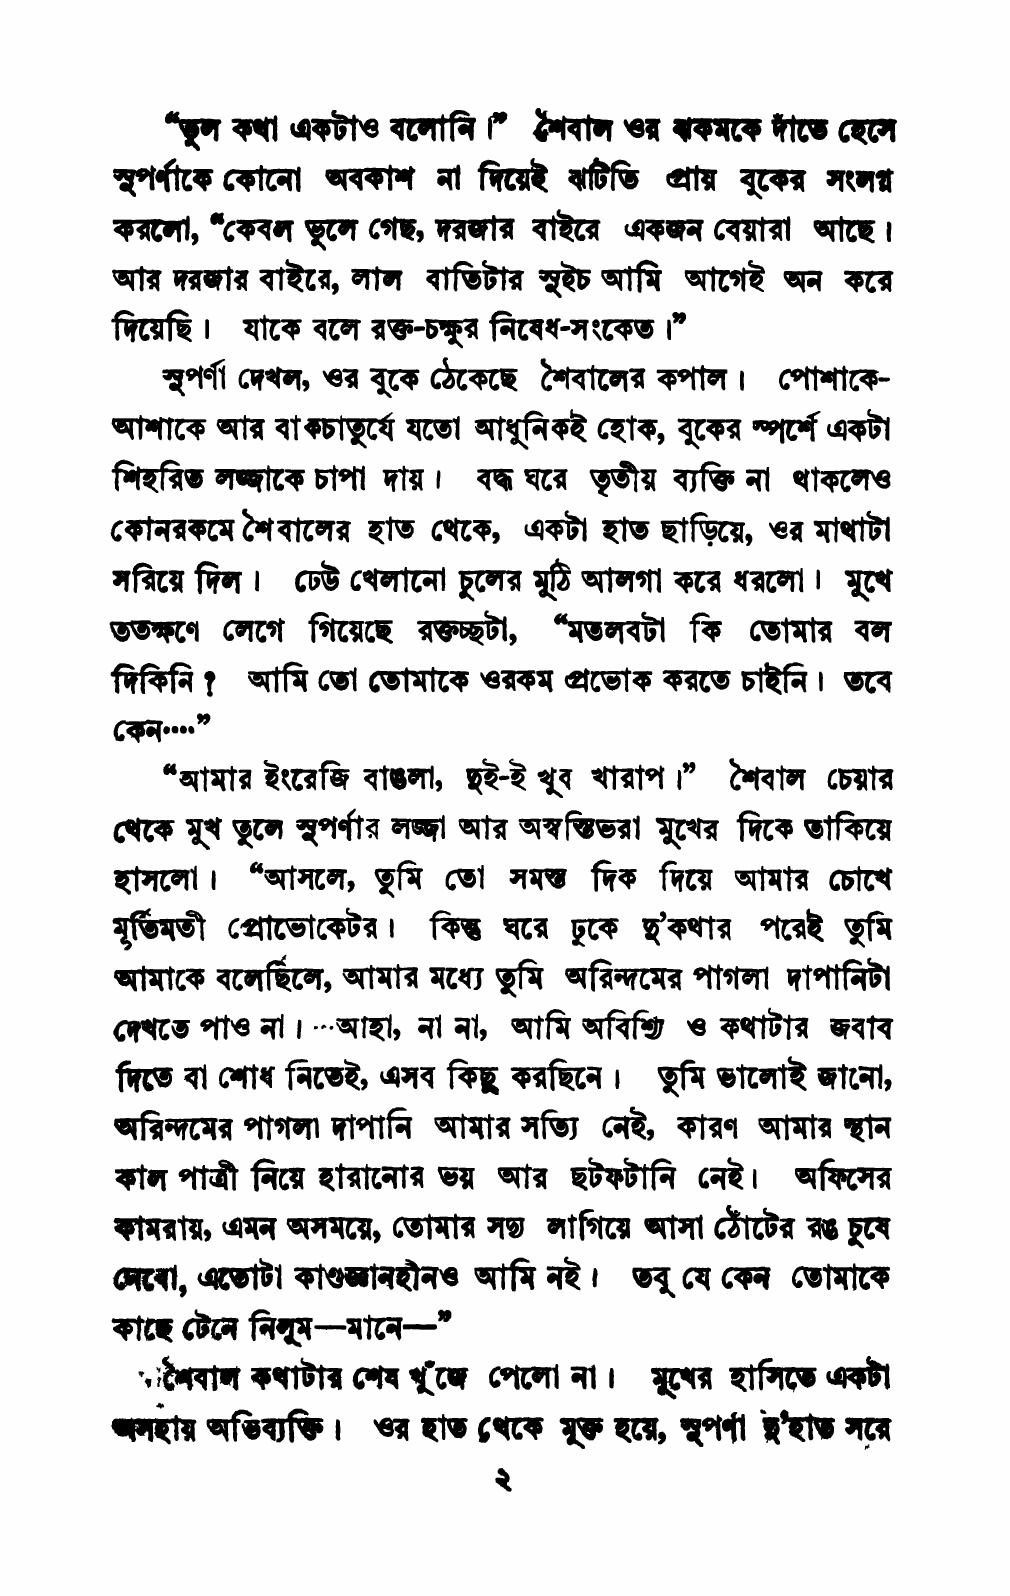 “ভুল কথা একটাও বলোনি।” শৈবাল ওর ঝকমকে দাঁতে হেসে
সুপর্ণাকে কোনো অবকাশ না দিয়েই ঝটিতি প্রায় বুকের সংলগ্ন
করলো, “কেবল ভুলে গেছ, দরজার বাইরে একজন বেয়ারা আছে।
আর দরজার বাইরে, লাল বাতিটার সুইচ আমি আগেই অন করে
দিয়েছি। যাকে বলে রক্ত-চক্ষুর নিষেধ-সংকেত।”
সুপর্ণা দেখল, ওর বুকে ঠেকেছে শৈবালের কপাল। পোশাকে-
আশাকে আর বাকচাতুর্যে যতো আধুনিকই হোক, বুকের স্পর্শে একটা
শিহরিত লজ্জাকে চাপা দায়। বদ্ধ ঘরে তৃতীয় ব্যক্তি না থাকলেও
কোনরকমে শৈবালের হাত থেকে, একটা হাত ছাড়িয়ে, ওর মাথাটা
সরিয়ে দিল। ঢেউ খেলানো চুলের মুঠি আলগা করে ধরলো। মুখে
ততক্ষণে লেগে গিয়েছে রক্তচ্ছটা, “মতলবটা কি তোমার বল
দিকিনি? আমি তো তোমাকে ওরকম প্রভোক করতে চাইনি। তবে
কেন....”
“আমার ইংরেজি বাঙলা, দুই-ই খুব খারাপ।” শৈবাল চেয়ার
থেকে মুখ তুলে সুপর্ণার লজ্জা আর অস্বস্তিভরা মুখের দিকে তাকিয়ে
হাসলো। “আসলে, তুমি তো সমস্ত দিক দিয়ে আমার চোখে
মূর্তিমতী প্রোভোকেটর। কিন্তু ঘরে ঢুকে দু’কথার পরেই তুমি
আমাকে বলেছিলে, আমার মধ্যে তুমি অরিন্দমের পাগলা দাপানিটা
দেখতে পাও না। ...আহা, না না, আমি অবিশ্যি ও কথাটার জবাব
দিতে বা শোধ নিতেই, এসব কিছু করছিনে। তুমি ভালোই জানো,
অরিন্দমের পাগলা দাপানি আমার সত্যি নেই, কারণ আমার স্থান
কাল পাত্রী নিয়ে হারানোর ভয় আর ছটফটানি নেই। অফিসের
কামরায়, এমন অসময়ে, তোমার সদ্য লাগিয়ে আসা ঠোঁটের রঙ চুষে
নেবো, এতোটা কাণ্ডজ্ঞানহীনও আমি নই। তবু যে কেন তোমাকে
কাছে টেনে নিলুম—মানে—”
শৈবাল কথাটার শেষ খুঁজে পেলো না। মুখের হাসিতে একটা
অসহায় অভিব্যক্তি। ওর হাত থেকে মুক্ত হয়ে, সুপর্ণা দু’হাত সরে
২